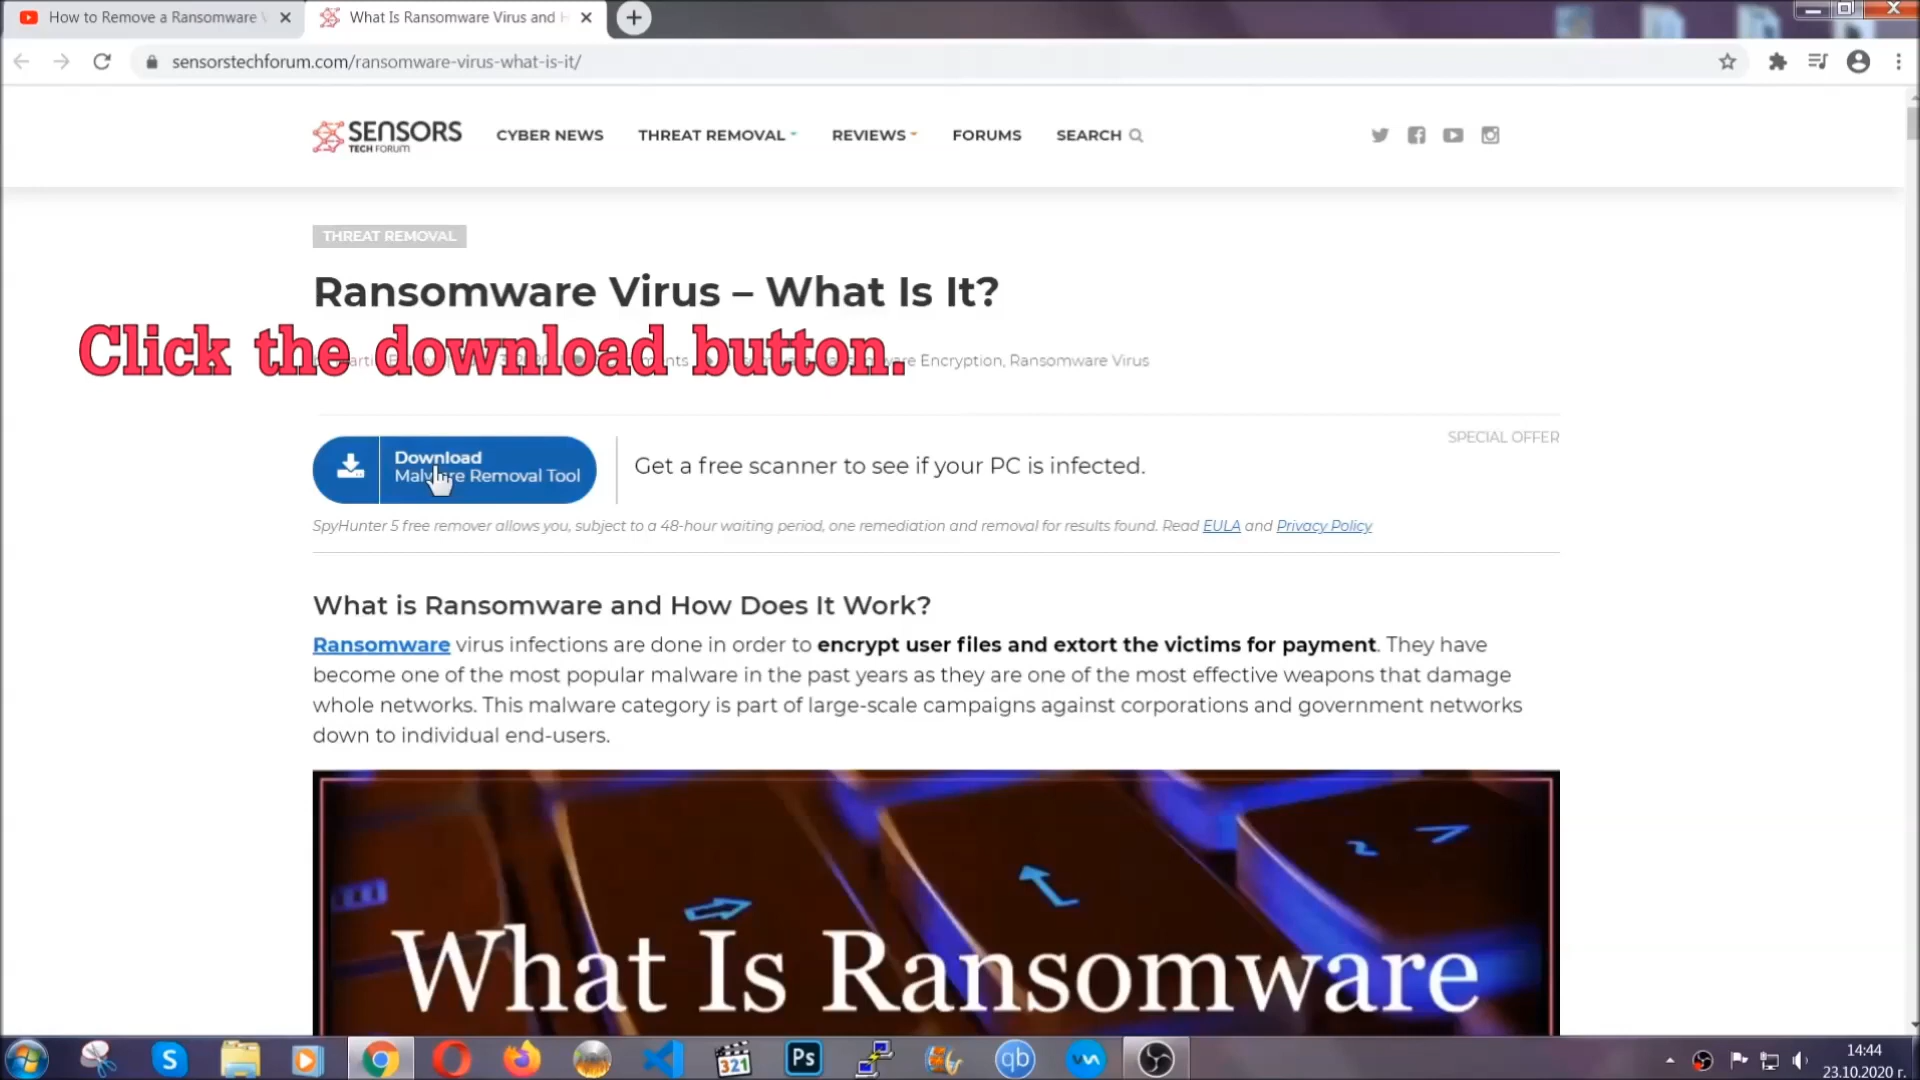 How to Remove a Ransomware
What Is Ransomware Virus and
sensorstechforum.com/ransomware-virus-what-is-it/
SENSORS
TECH FORUM
CYBER NEWS
THREAT REMOVAL
REVIEWS
FORUMS
SEARCH
THREAT REMOVAL
Ransomware Virus – What Is It?
Click the download button.
Encryption, Ransomware Virus
SPECIAL OFFER
Download
Malware Removal Tool
Get a free scanner to see if your PC is infected.
SpyHunter 5 free remover allows you, subject to a 48-hour waiting period, one remediation and removal for results found. Read EULA and Privacy Policy
What is Ransomware and How Does It Work?
Ransomware virus infections are done in order to encrypt user files and extort the victims for payment. They have
become one of the most popular malware in the past years as they are one of the most effective weapons that damage
whole networks. This malware category is part of large-scale campaigns against corporations and government networks
down to individual end-users.
What Is Ransomware
S
321
Ps
qb
14:44
23.10.2020 г.